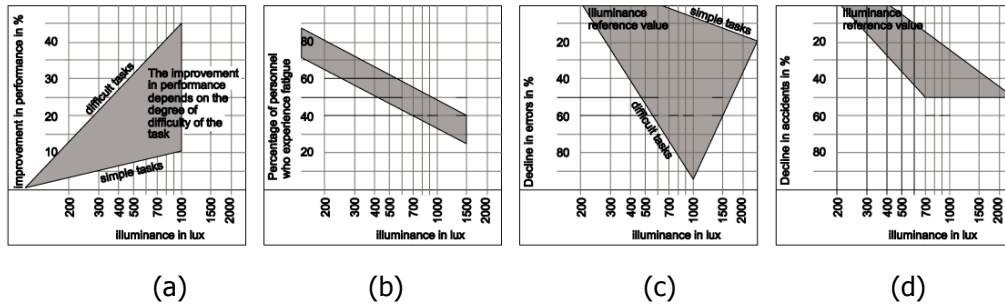 improvement in performance in %
40
30
20
10
difficult tasks
The improvement
in performance
depends on the
degree of
difficulty of the
task
simple tasks
200
300
400
500
700
1000
1500
2000
illuminance in lux
(a)
Percentage of personnel
who experience fatigue
80
60
40
20
200
300
400
500
700
1000
1500
2000
illuminance in lux
(b)
Decline in errors in %
illuminance
reference value
simple tasks
20
40
60
80
difficult tasks
200
300
400
500
700
1000
1500
2000
illuminance in lux
(c)
Decline in accidents in %
illuminance
reference value
20
40
60
80
200
300
400
500
700
1000
1500
2000
illuminance in lux
(d)